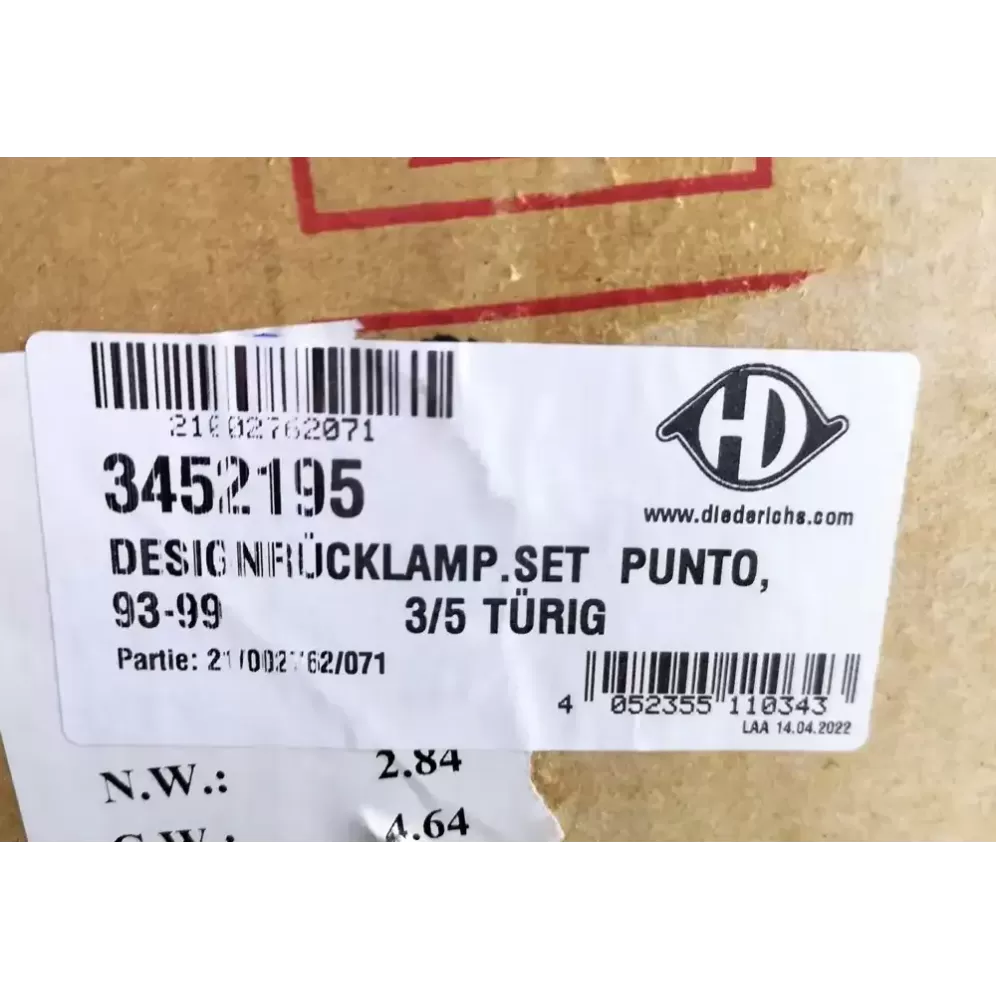 21002762071
3452195
HD
www.diederichs.com
DESIGNRÜCKLAMP.SET PUNTO,
93-99 3/5 TÜRIG
Partie: 21/002762/071
4 052355 110343
LAA 14.04.2022
N.W.: 2.84
G.W.: 4.64